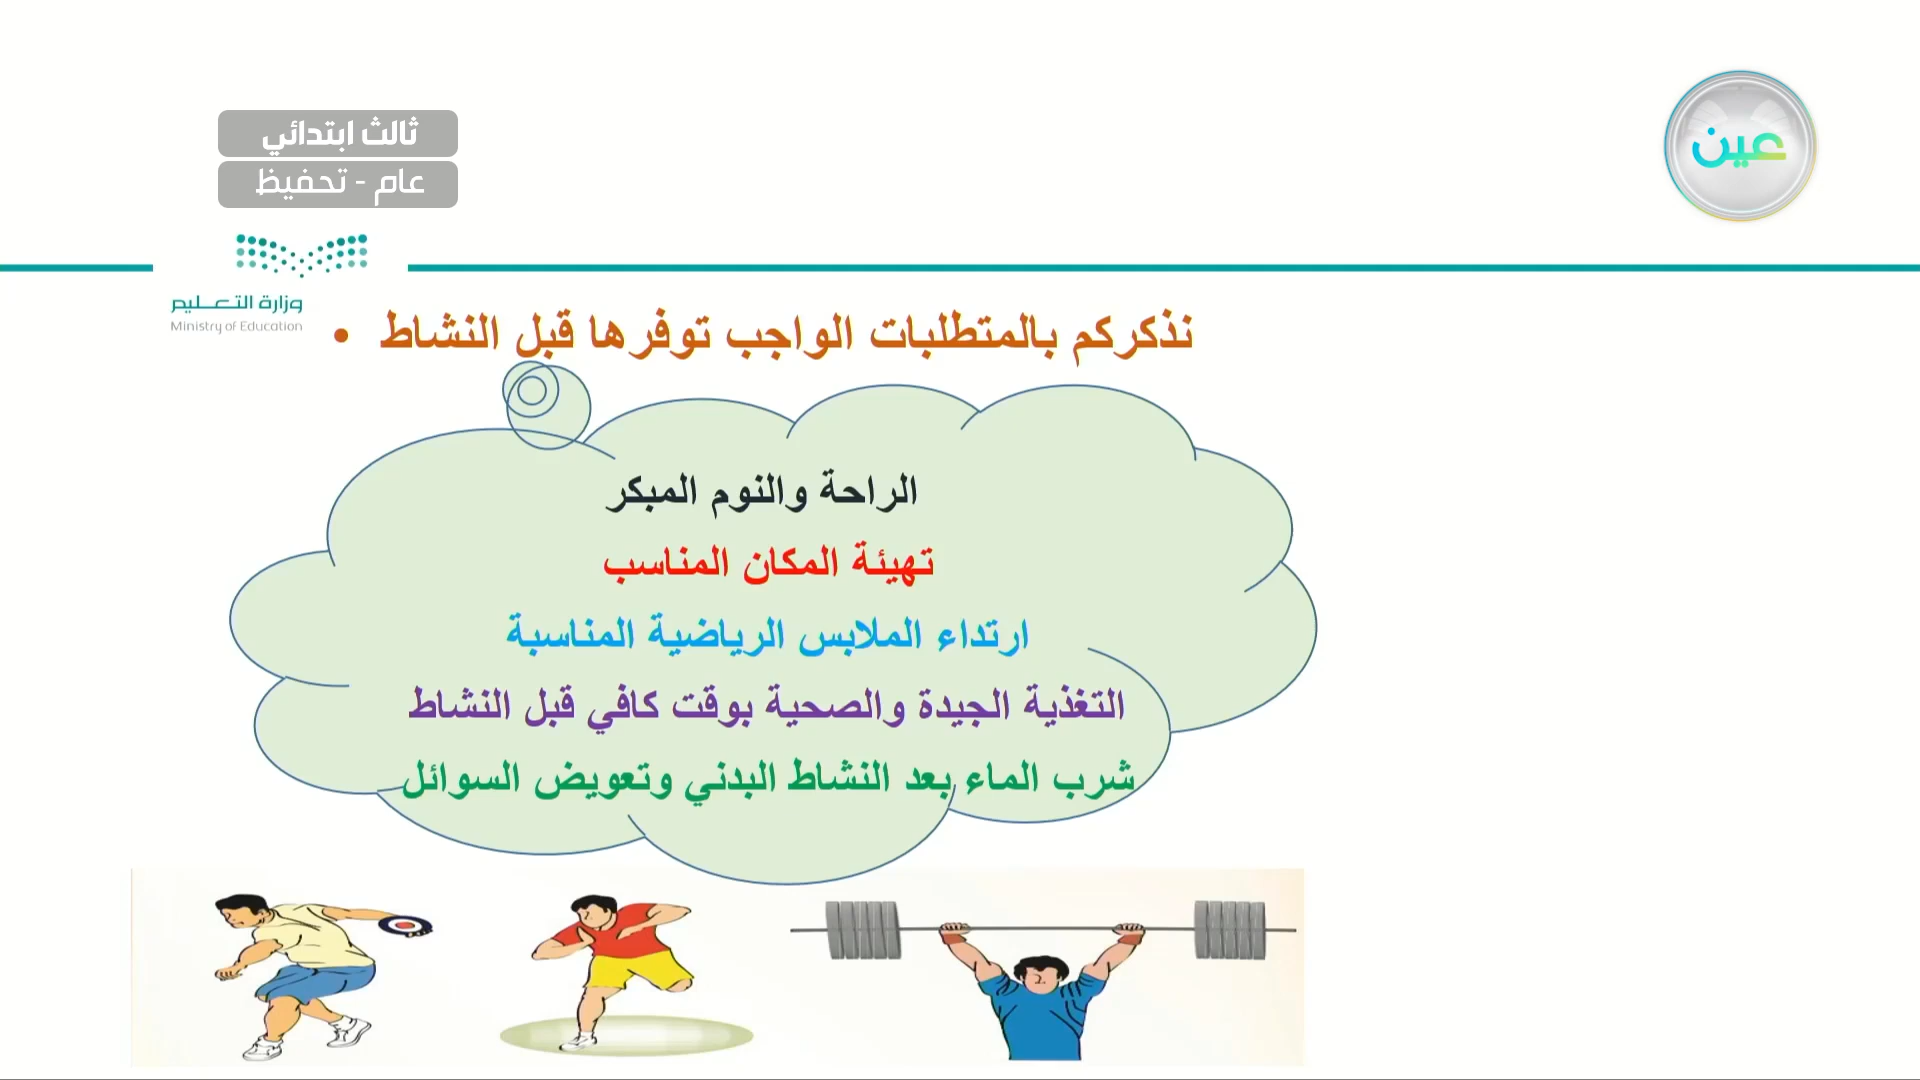 ثالث ابتدائي
عام - تحفيظ
عين
وزارة التعليم
Ministry of Education
• نذكركم بالمتطلبات الواجب توفرها قبل النشاط
الراحة والنوم المبكر
تهيئة المكان المناسب
ارتداء الملابس الرياضية المناسبة
التغذية الجيدة والصحية بوقت كافي قبل النشاط
شرب الماء بعد النشاط البدني وتعويض السوائل